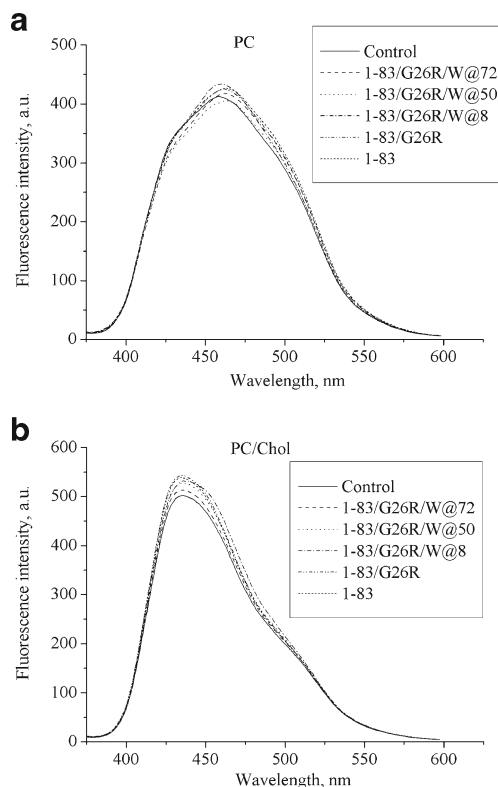 a
PC
500
400
300
200
100
0
Fluorescence intensity, a.u.
Control
1-83/G26R/W@72
1-83/G26R/W@50
1-83/G26R/W@8
1-83/G26R
1-83
400 450 500 550 600
Wavelength, nm
b
PC/Chol
600
500
400
300
200
100
0
Fluorescence intensity, a.u.
Control
1-83/G26R/W@72
1-83/G26R/W@50
1-83/G26R/W@8
1-83/G26R
1-83
400 450 500 550 600
Wavelength, nm